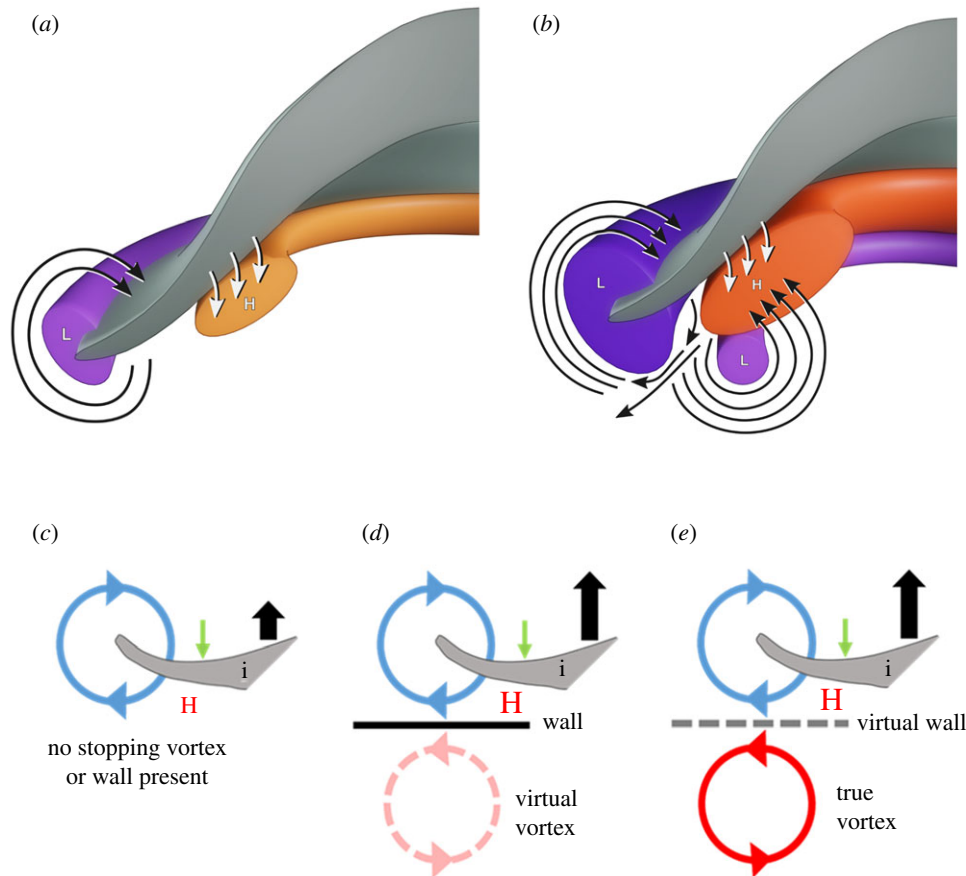 (a)
(b)
L
H
L
H
L
(c)
(d)
(e)
i
H
no stopping vortex
or wall present
i
H
wall
virtual
vortex
i
H
virtual wall
true
vortex